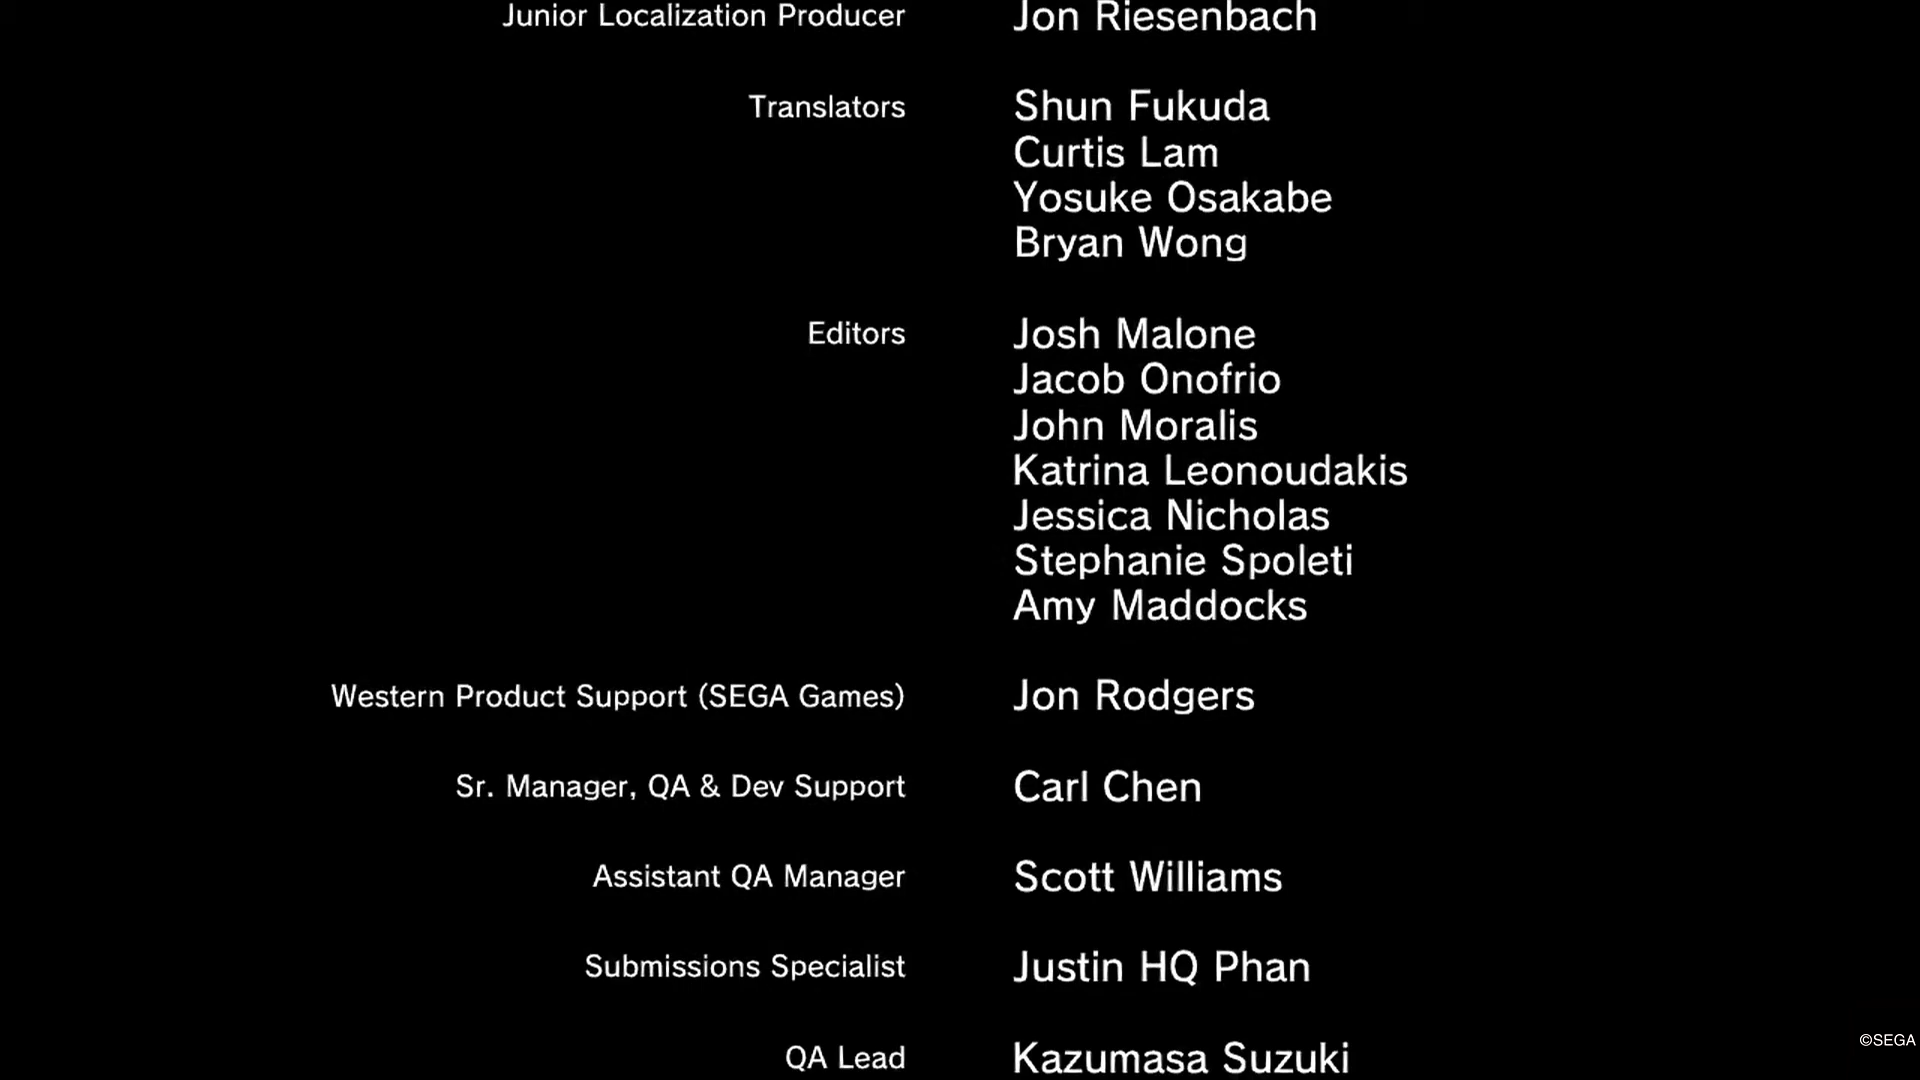 Junior Localization Producer Jon Riesenbach
Translators Shun Fukuda
Curtis Lam
Yosuke Osakabe
Bryan Wong
Editors Josh Malone
Jacob Onofrio
John Moralis
Katrina Leonoudakis
Jessica Nicholas
Stephanie Spoleti
Amy Maddocks
Western Product Support (SEGA Games) Jon Rodgers
Sr. Manager, QA & Dev Support Carl Chen
Assistant QA Manager Scott Williams
Submissions Specialist Justin HQ Phan
QA Lead Kazumasa Suzuki
©SEGA